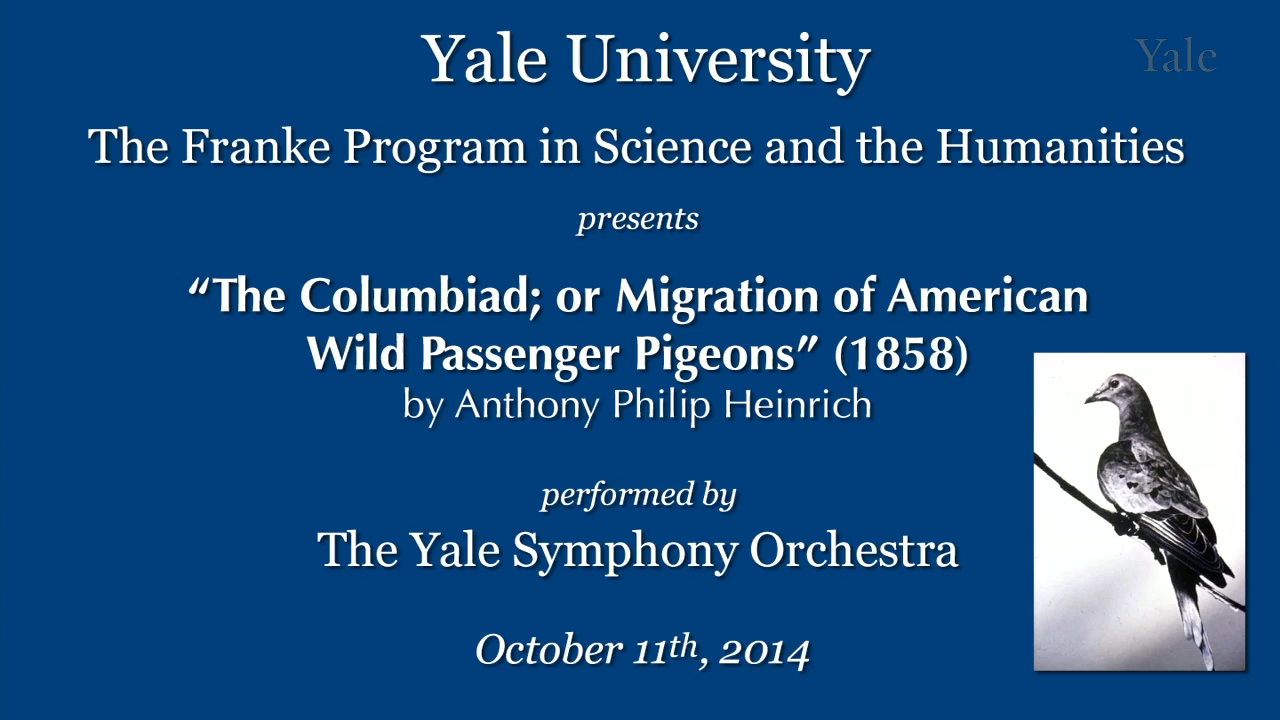 Yale University
Yale
The Franke Program in Science and the Humanities
presents
“The Columbiad; or Migration of American
Wild Passenger Pigeons” (1858)
by Anthony Philip Heinrich
performed by
The Yale Symphony Orchestra
October 11th, 2014